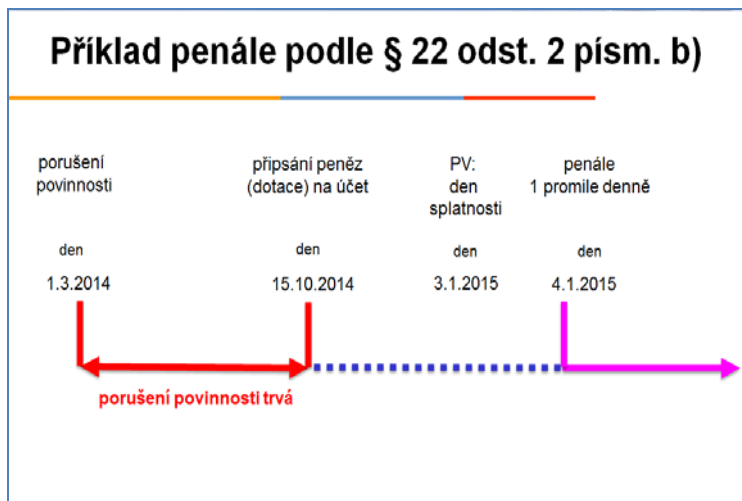 Příklad penále podle § 22 odst. 2 písm. b)
porušení
povinnosti
připsání peněz
(dotace) na účet
PV:
den
splatnosti
penále
1 promile denně
den
den
den
den
1.3.2014
15.10.2014
3.1.2015
4.1.2015
porušení povinnosti trvá